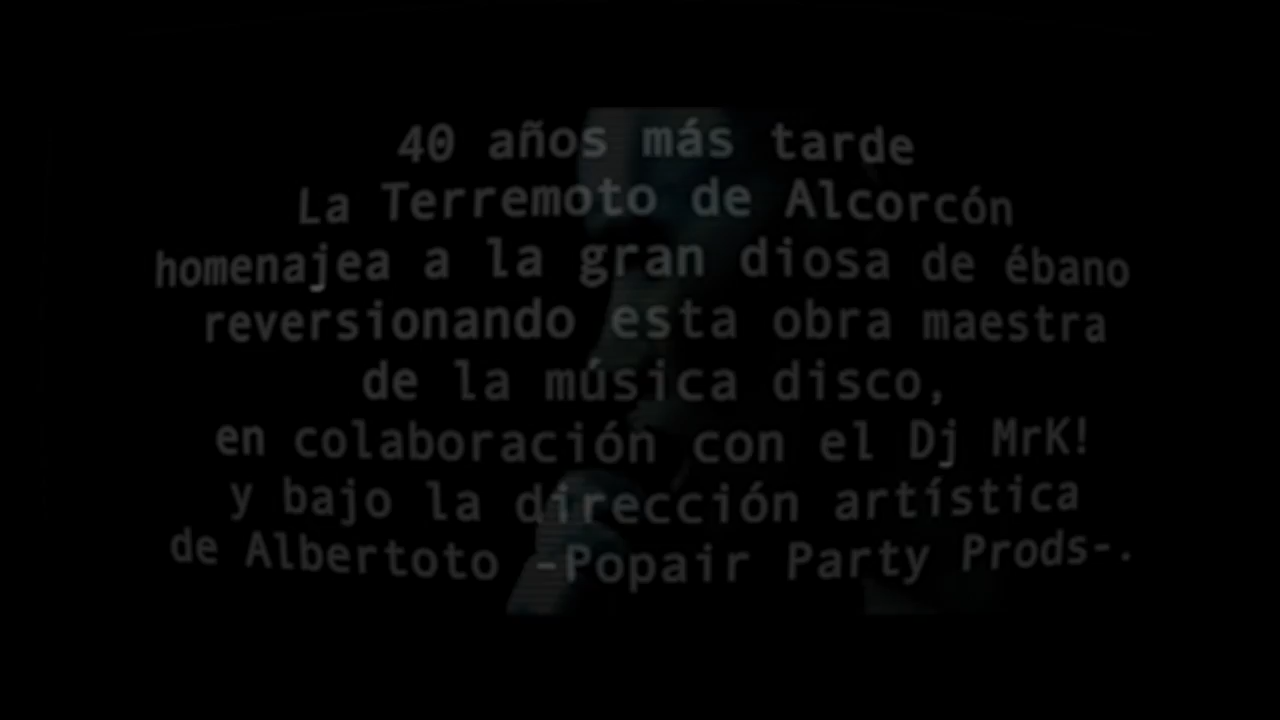 40 años más tarde
La Terremoto de Alcorcón
homenajea a la gran diosa de ébano
reversionando esta obra maestra
de la música disco,
en colaboración con el Dj MrK!
y bajo la dirección artística
de Albertoto -Popair Party Prods-.